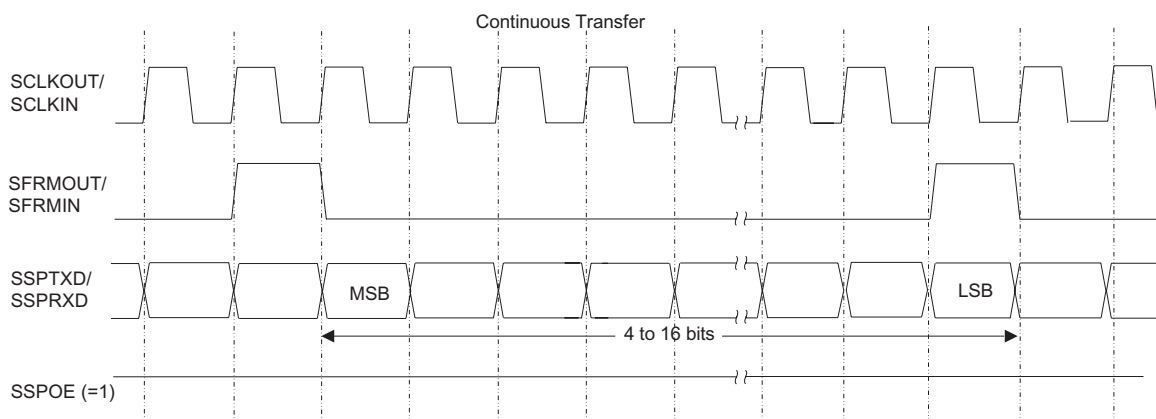 Continuous Transfer
SCLKOUT/
SCLKIN
SFRMOUT/
SFRMIN
SSPTXD/
SSPRXD
MSB
LSB
4 to 16 bits
SSPOE (=1)